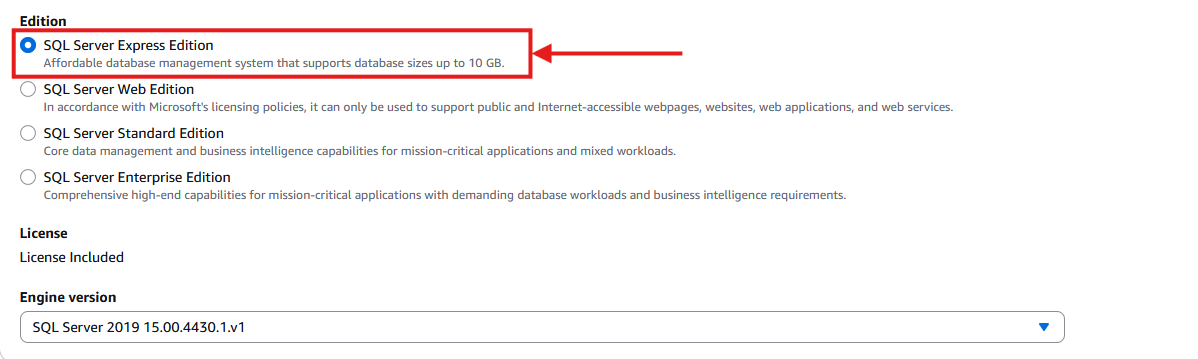 Edition
SQL Server Express Edition
Affordable database management system that supports database sizes up to 10 GB.
SQL Server Web Edition
In accordance with Microsoft's licensing policies, it can only be used to support public and Internet-accessible webpages, websites, web applications, and web services.
SQL Server Standard Edition
Core data management and business intelligence capabilities for mission-critical applications and mixed workloads.
SQL Server Enterprise Edition
Comprehensive high-end capabilities for mission-critical applications with demanding database workloads and business intelligence requirements.
License
License Included
Engine version
SQL Server 2019 15.00.4430.1.v1